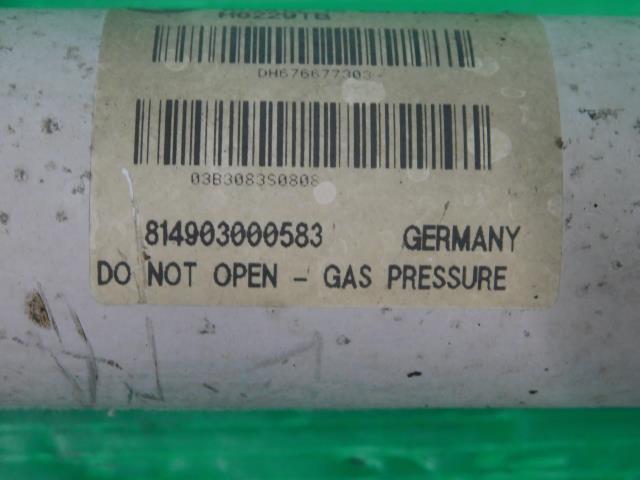 DH676677303
03B3083S0808
814903000583 GERMANY
DO NOT OPEN - GAS PRESSURE